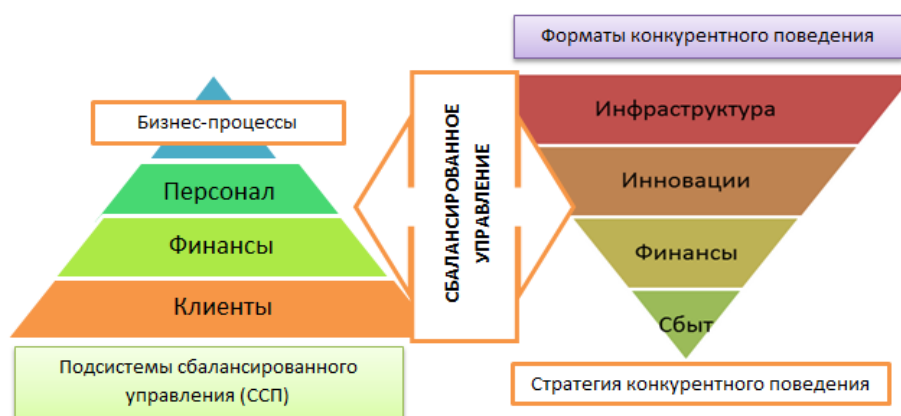 Бизнес-процессы
Персонал
Финансы
Клиенты
Подсистемы сбалансированного
управления (ССП)
СБАЛАНСИРОВАННОЕ
УПРАВЛЕНИЕ
Форматы конкурентного поведения
Инфраструктура
Инновации
Финансы
Сбыт
Стратегия конкурентного поведения